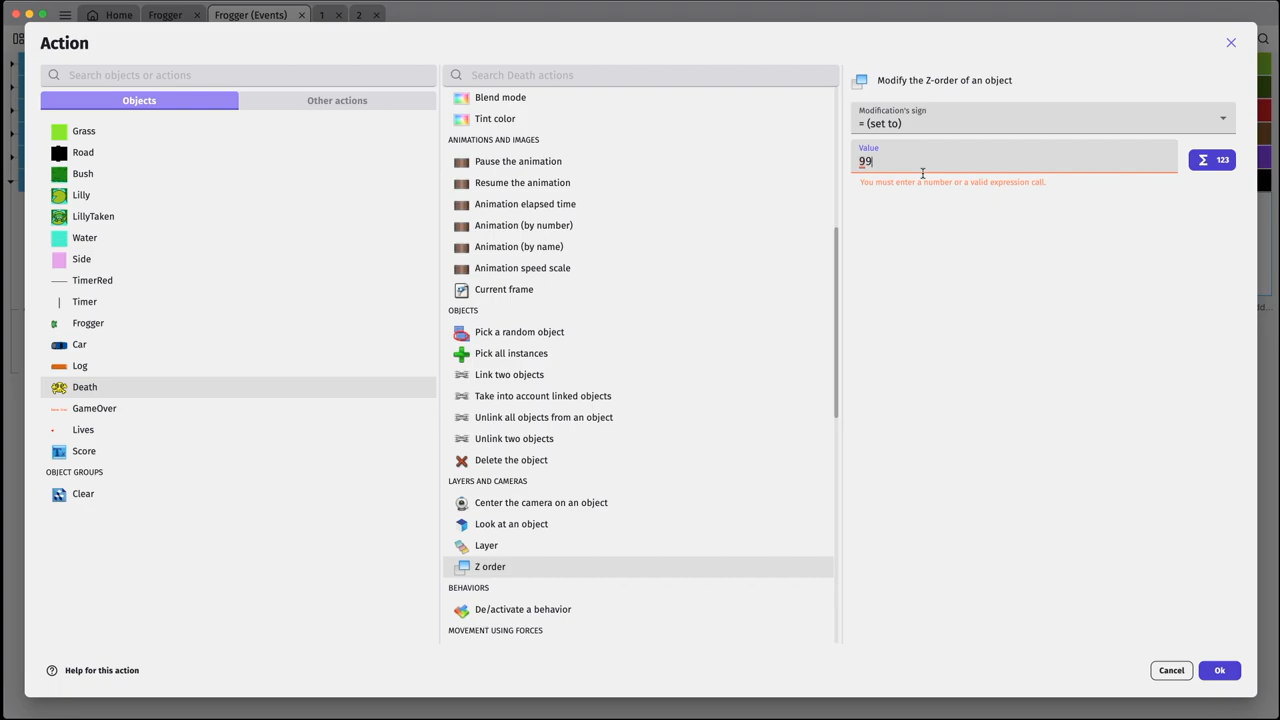 Home
Frogger
Frogger (Events)
1
2
Action
Search objects or actions
Objects
Other actions
Grass
Road
Bush
Lilly
LillyTaken
Water
Side
TimerRed
Timer
Frogger
Car
Log
Death
GameOver
Lives
Score
OBJECT GROUPS
Clear
Search Death actions
Blend mode
Tint color
ANIMATIONS AND IMAGES
Pause the animation
Resume the animation
Animation elapsed time
Animation (by number)
Animation (by name)
Animation speed scale
Current frame
OBJECTS
Pick a random object
Pick all instances
Link two objects
Take into account linked objects
Unlink all objects from an object
Unlink two objects
Delete the object
LAYERS AND CAMERAS
Center the camera on an object
Look at an object
Layer
Z order
BEHAVIORS
De/activate a behavior
MOVEMENT USING FORCES
Modify the Z-order of an object
Modification's sign
= (set to)
Value
99
Σ 123
You must enter a number or a valid expression call.
Help for this action
Cancel
Ok